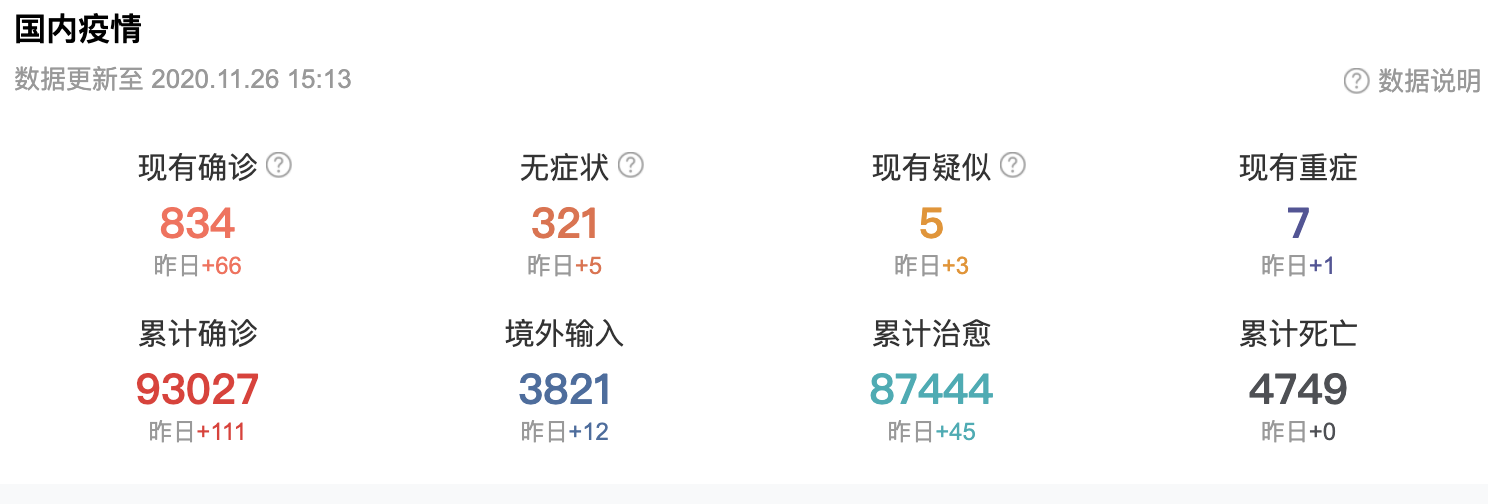 国内疫情
数据更新至 2020.11.26 15:13
? 数据说明
现有确诊 ? 无症状 ? 现有疑似 ? 现有重症
834 321 5 7
昨日+66 昨日+5 昨日+3 昨日+1
累计确诊 境外输入 累计治愈 累计死亡
93027 3821 87444 4749
昨日+111 昨日+12 昨日+45 昨日+0